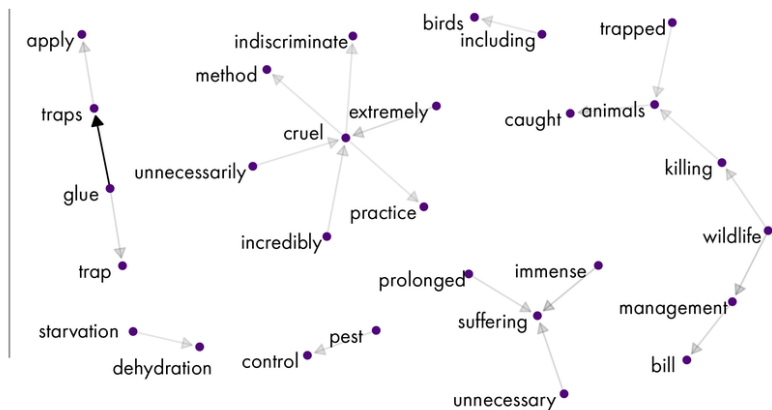 apply
indiscriminate
birds
including
trapped
method
traps
extremely
caught
animals
cruel
unnecessarily
killing
glue
practice
incredibly
wildlife
trap
prolonged
immense
management
starvation
suffering
pest
dehydration
control
bill
unnecessary